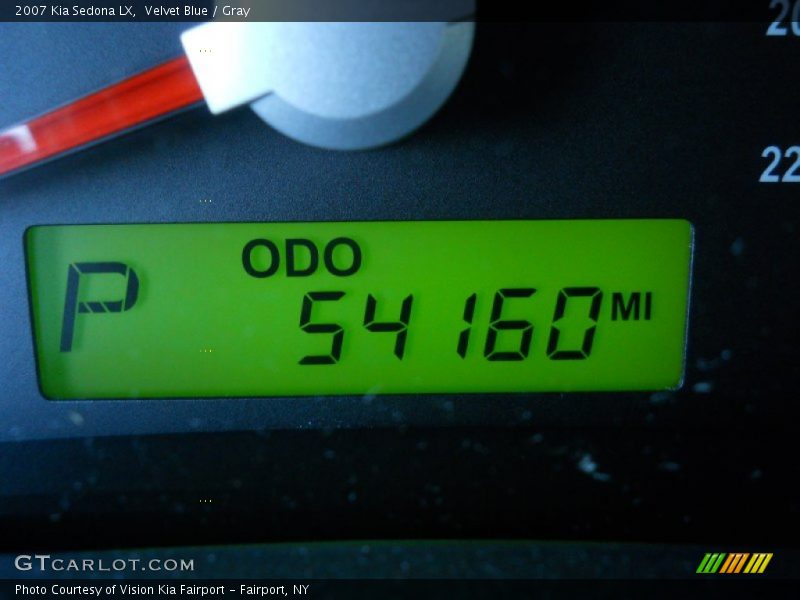 2007 Kia Sedona LX, Velvet Blue / Gray
22
ODO
P
54160 MI
GTCARLOT.COM
Photo Courtesy of Vision Kia Fairport - Fairport, NY